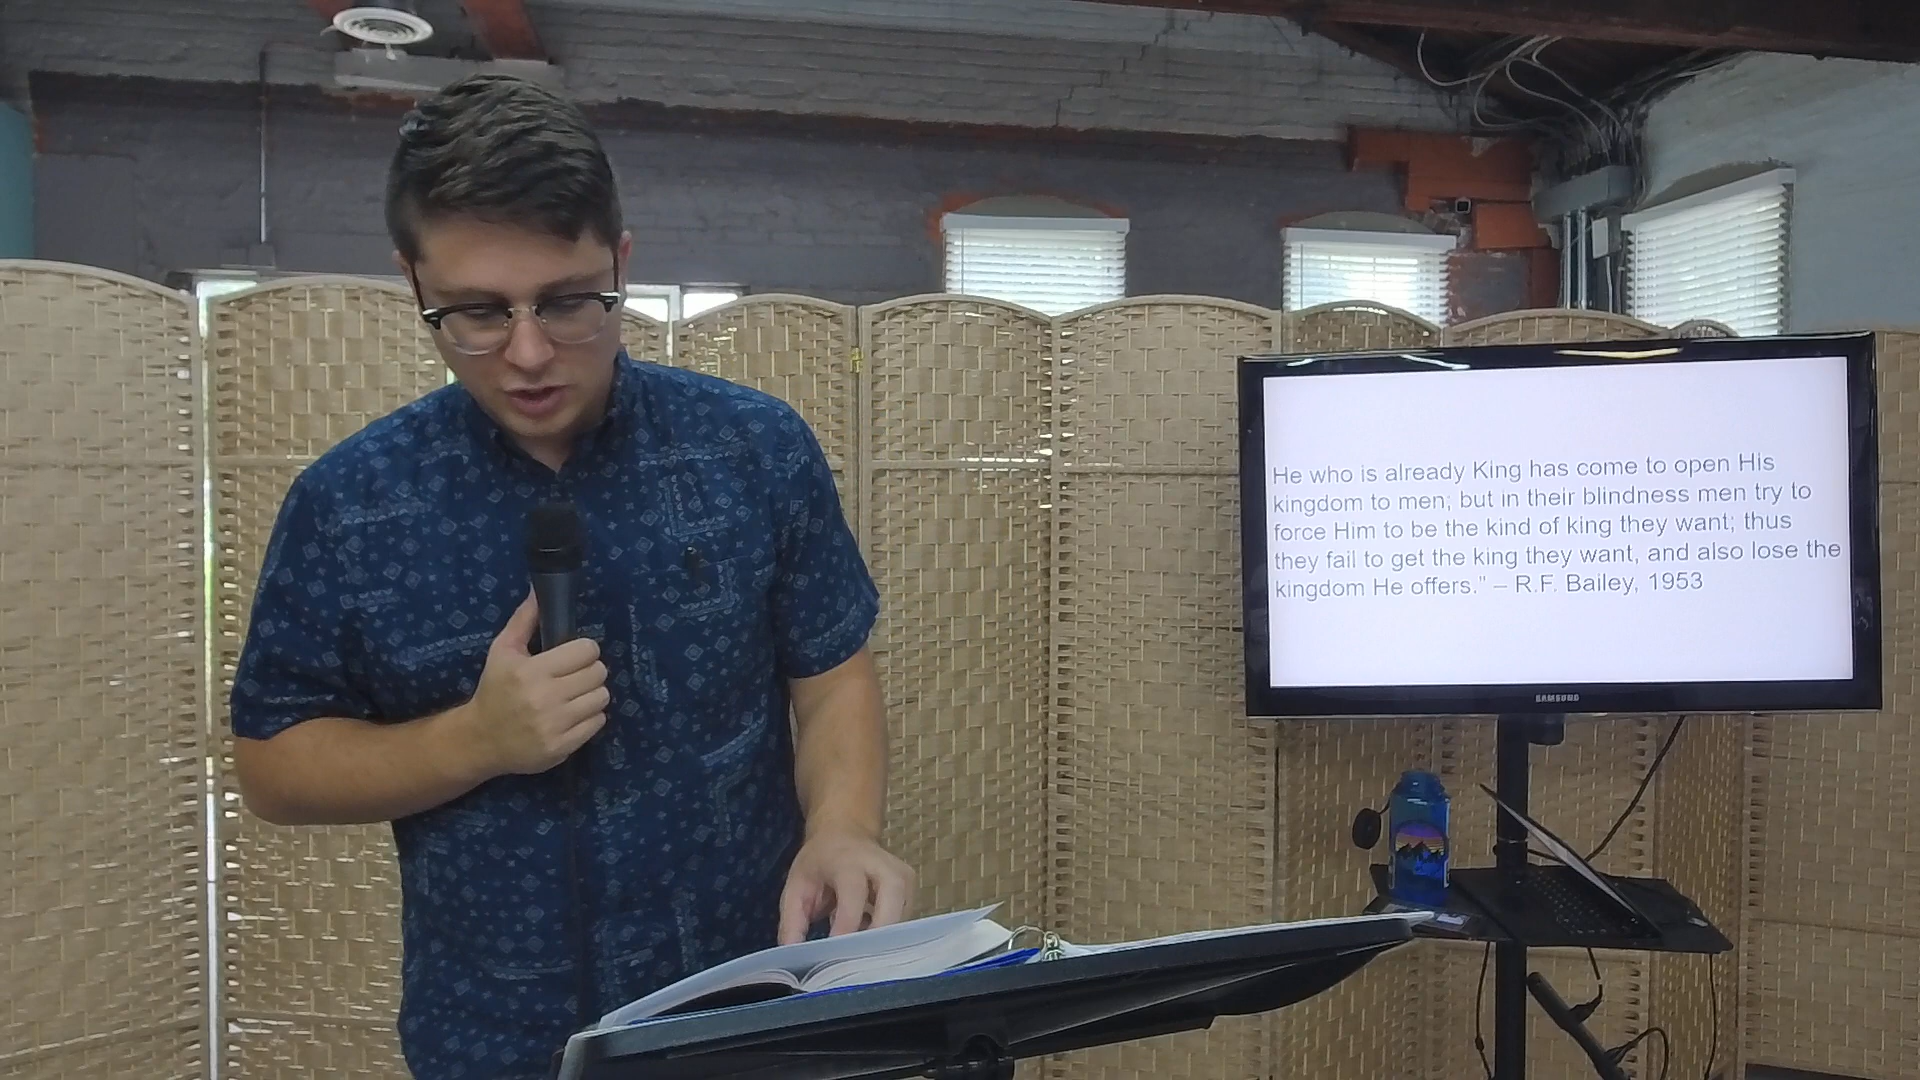 He who is already King has come to open His
kingdom to men; but in their blindness men try to
force Him to be the kind of king they want; thus
they fail to get the king they want, and also lose the
kingdom He offers." – R.F. Bailey, 1953
SAMSUNG